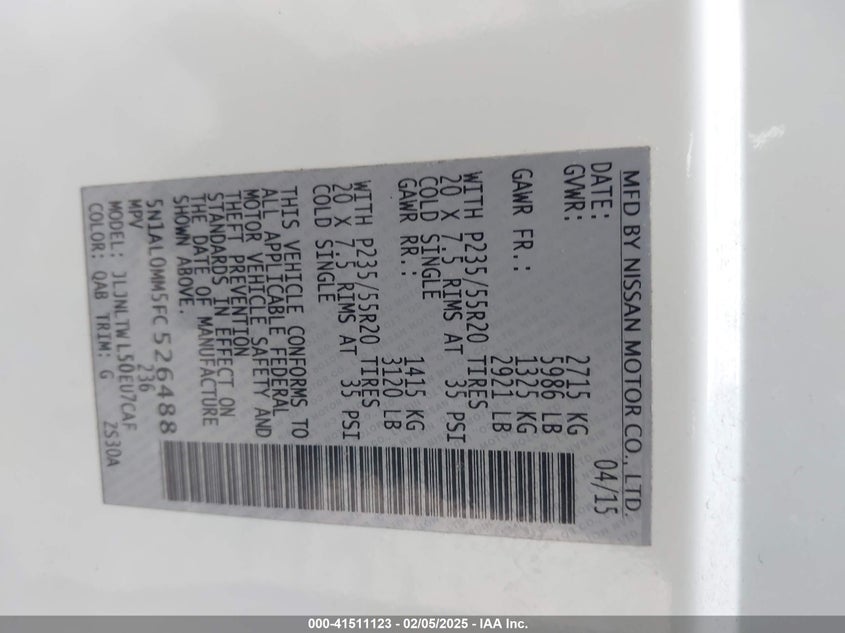 MFD BY NISSAN MOTOR CO., LTD.
DATE: 04/15
GVWR: 2715 KG
5986 LB
GAWR FR.: 1325 KG
2921 LB
WITH P235/55R20 TIRES
20 X 7.5 RIMS AT 35 PSI
COLD SINGLE
GAWR RR.: 1415 KG
3120 LB
WITH P235/55R20 TIRES
20 X 7.5 RIMS AT 35 PSI
COLD SINGLE
THIS VEHICLE CONFORMS TO
ALL APPLICABLE FEDERAL
MOTOR VEHICLE SAFETY AND
THEFT PREVENTION
STANDARDS IN EFFECT ON
THE DATE OF MANUFACTURE
SHOWN ABOVE.
5N1AL0MM5FC526488
MPV 236
MODEL: JLJNLTWL50EU7CAF
COLOR: QAB TRIM: G ZS30A
000-41511123 - 02/05/2025 - IAA Inc.